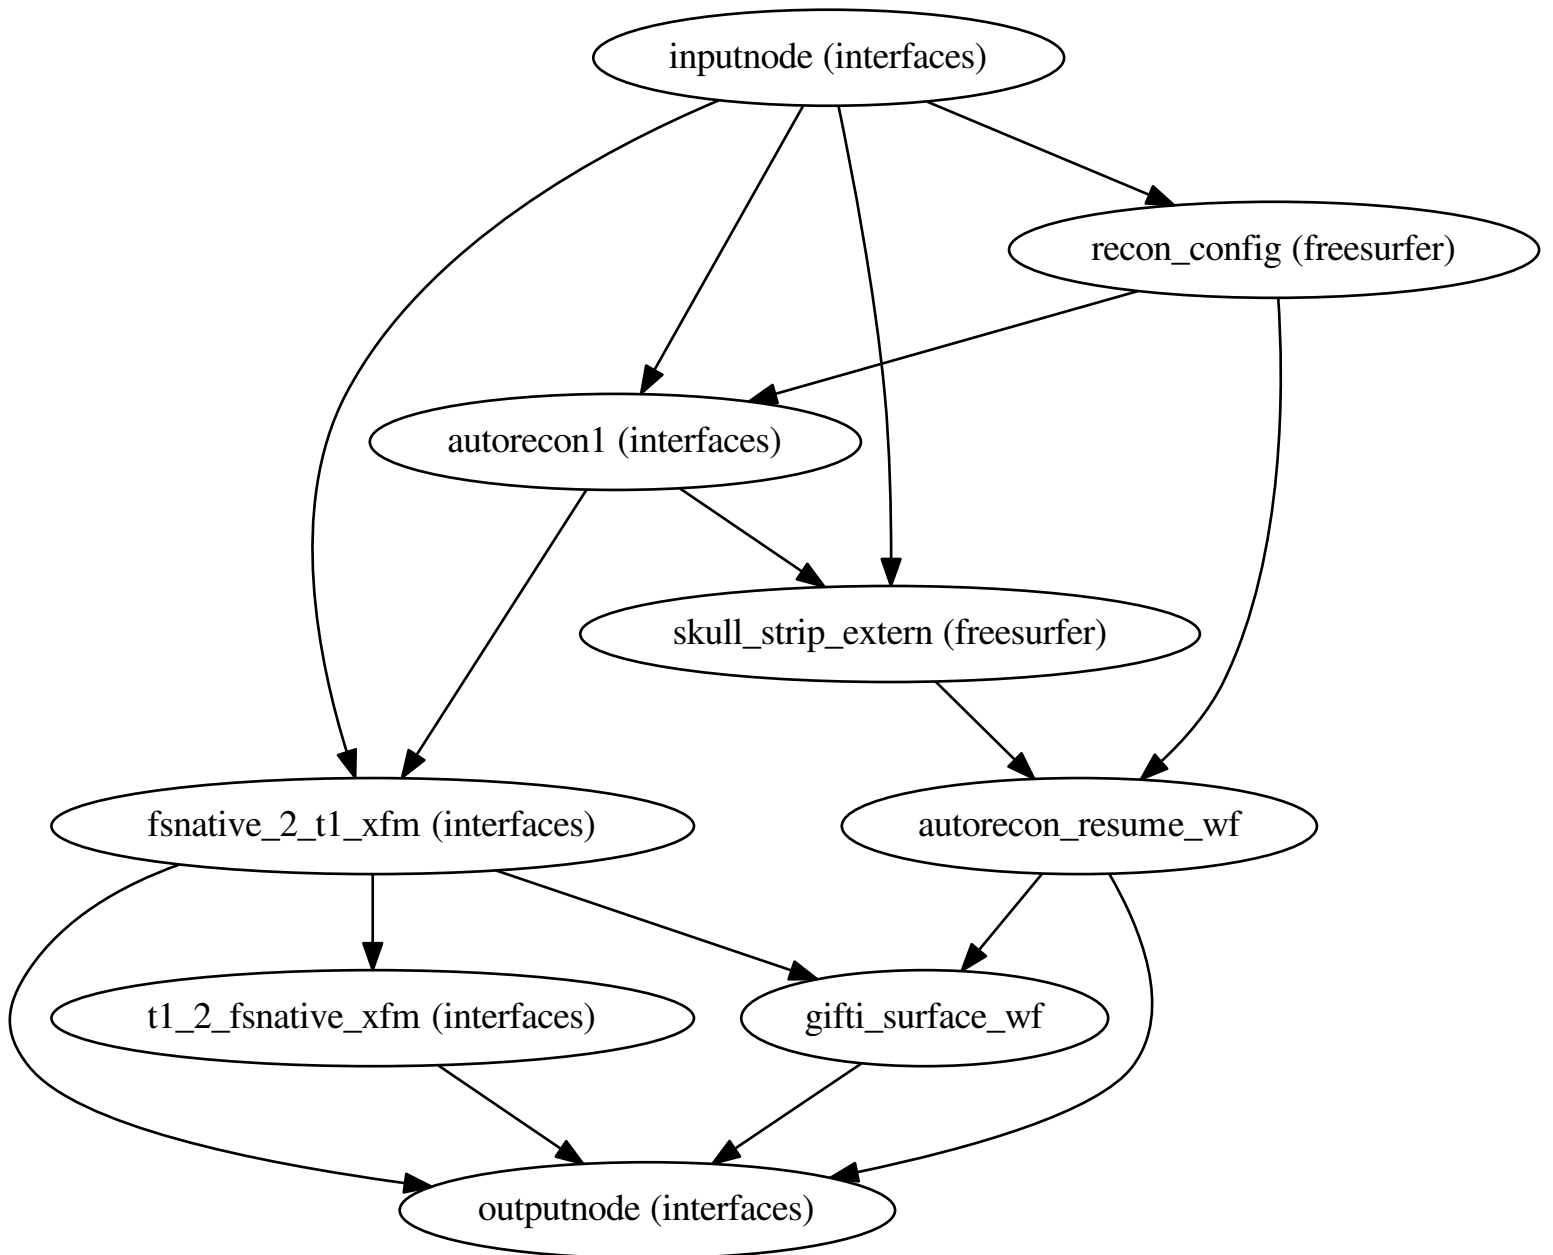 inputnode (interfaces)
recon_config (freesurfer)
autorecon1 (interfaces)
skull_strip_extern (freesurfer)
fsnative_2_t1_xfm (interfaces)
autorecon_resume_wf
t1_2_fsnative_xfm (interfaces)
gifti_surface_wf
outputnode (interfaces)